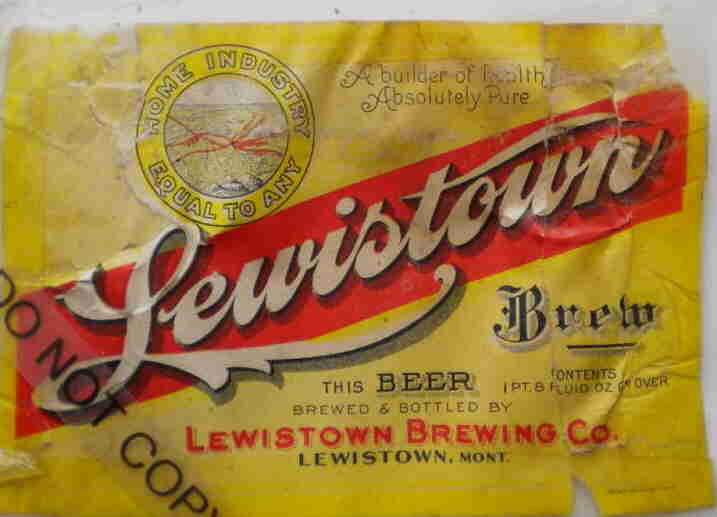 HOME INDUSTRY
EQUAL TO ANY
A builder of health
Absolutely Pure
Lewistown
Brew
THIS BEER
CONTENTS
1 PT. 8 FLUID OZ OR OVER
BREWED & BOTTLED BY
LEWISTOWN BREWING CO.
LEWISTOWN, MONT.
DO NOT COPY